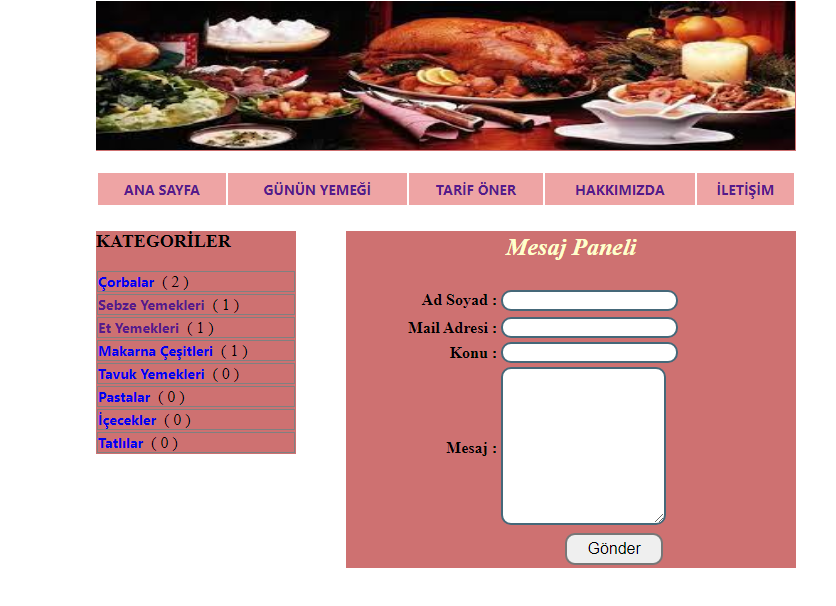 ANA SAYFA GÜNÜN YEMEĞİ TARİF ÖNER HAKKIMIZDA İLETİŞİM
KATEGORİLER
Çorbalar ( 2 )
Sebze Yemekleri ( 1 )
Et Yemekleri ( 1 )
Makarna Çeşitleri ( 1 )
Tavuk Yemekleri ( 0 )
Pastalar ( 0 )
İçecekler ( 0 )
Tatlılar ( 0 )
Mesaj Paneli
Ad Soyad :
Mail Adresi :
Konu :
Mesaj :
Gönder